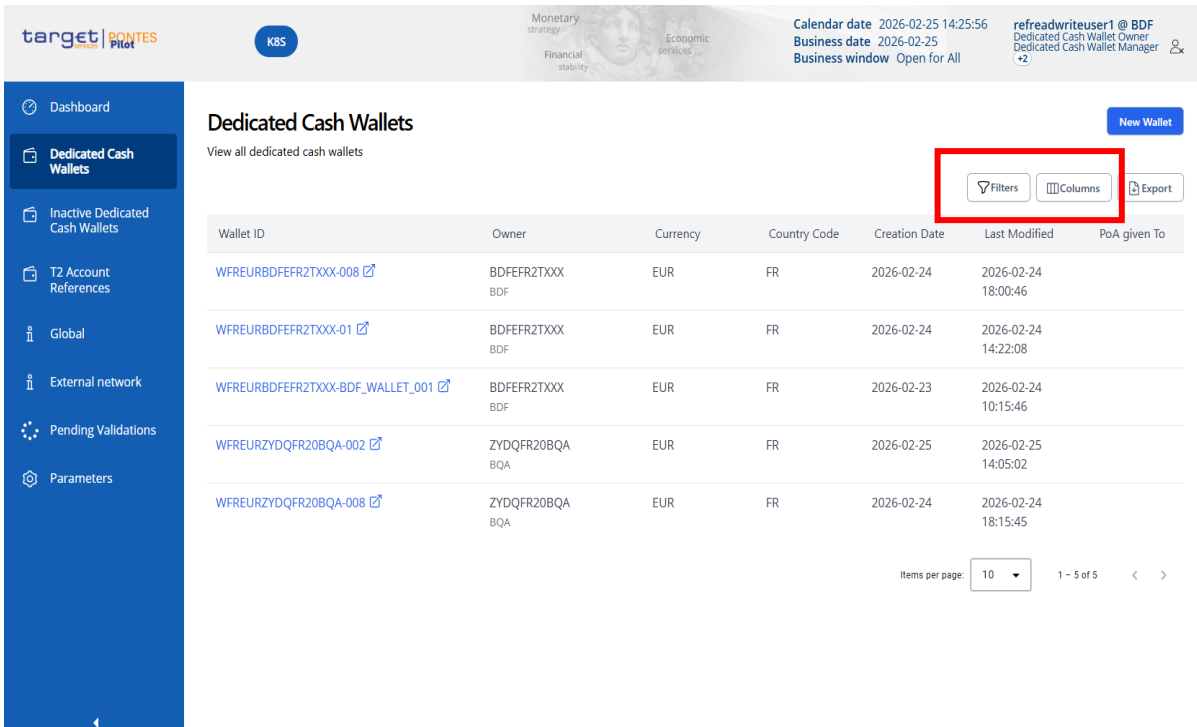 target | PONTES
services Pilot
K8S
Monetary
strategy
Economic
services
Financial
stability
Calendar date 2026-02-25 14:25:56
Business date 2026-02-25
Business window Open for All
refreadwriteuser1 @ BDF
Dedicated Cash Wallet Owner
Dedicated Cash Wallet Manager
+2
Dashboard
Dedicated Cash
Wallets
Inactive Dedicated
Cash Wallets
T2 Account
References
Global
External network
Pending Validations
Parameters
Dedicated Cash Wallets
New Wallet
View all dedicated cash wallets
Filters Columns Export
Wallet ID Owner Currency Country Code Creation Date Last Modified PoA given To
WFREURBDFEFR2TXXX-008 BDFEFR2TXXX EUR FR 2026-02-24 2026-02-24
BDF 18:00:46
WFREURBDFEFR2TXXX-01 BDFEFR2TXXX EUR FR 2026-02-24 2026-02-24
BDF 14:22:08
WFREURBDFEFR2TXXX-BDF_WALLET_001 BDFEFR2TXXX EUR FR 2026-02-23 2026-02-24
BDF 10:15:46
WFREURZYDQFR20BQA-002 ZYDQFR20BQA EUR FR 2026-02-25 2026-02-25
BQA 14:05:02
WFREURZYDQFR20BQA-008 ZYDQFR20BQA EUR FR 2026-02-24 2026-02-24
BQA 18:15:45
Items per page: 10 1 – 5 of 5